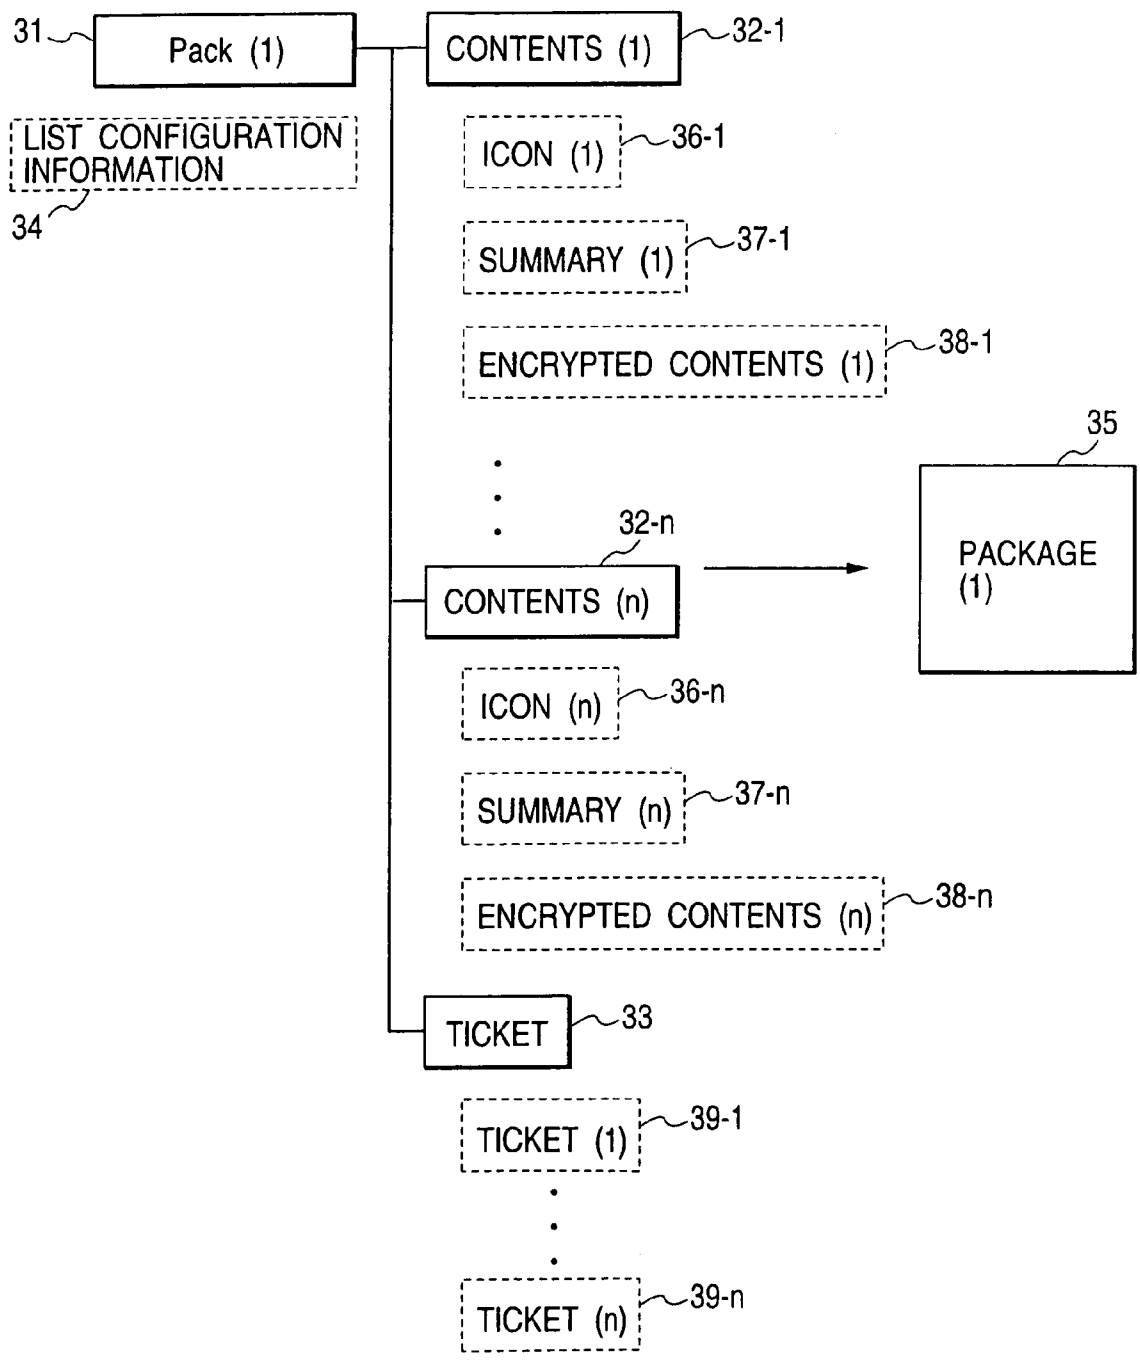 31
Pack (1)
CONTENTS (1)
32-1
LIST CONFIGURATION
INFORMATION
34
ICON (1)
36-1
SUMMARY (1)
37-1
ENCRYPTED CONTENTS (1)
38-1
32-n
CONTENTS (n)
35
PACKAGE
(1)
ICON (n)
36-n
SUMMARY (n)
37-n
ENCRYPTED CONTENTS (n)
38-n
TICKET
33
TICKET (1)
39-1
TICKET (n)
39-n